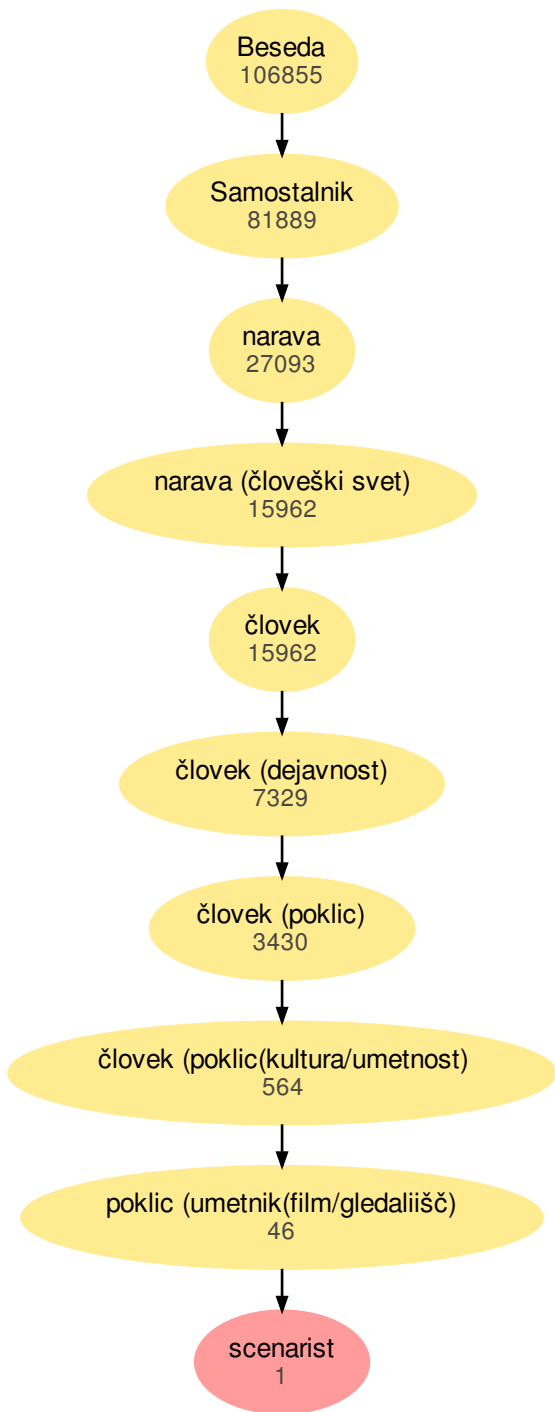 Beseda
106855
Samostalnik
81889
narava
27093
narava (človeški svet)
15962
človek
15962
človek (dejavnost)
7329
človek (poklic)
3430
človek (poklic(kultura/umetnost)
564
poklic (umetnik(film/gledaliišč)
46
scenarist
1